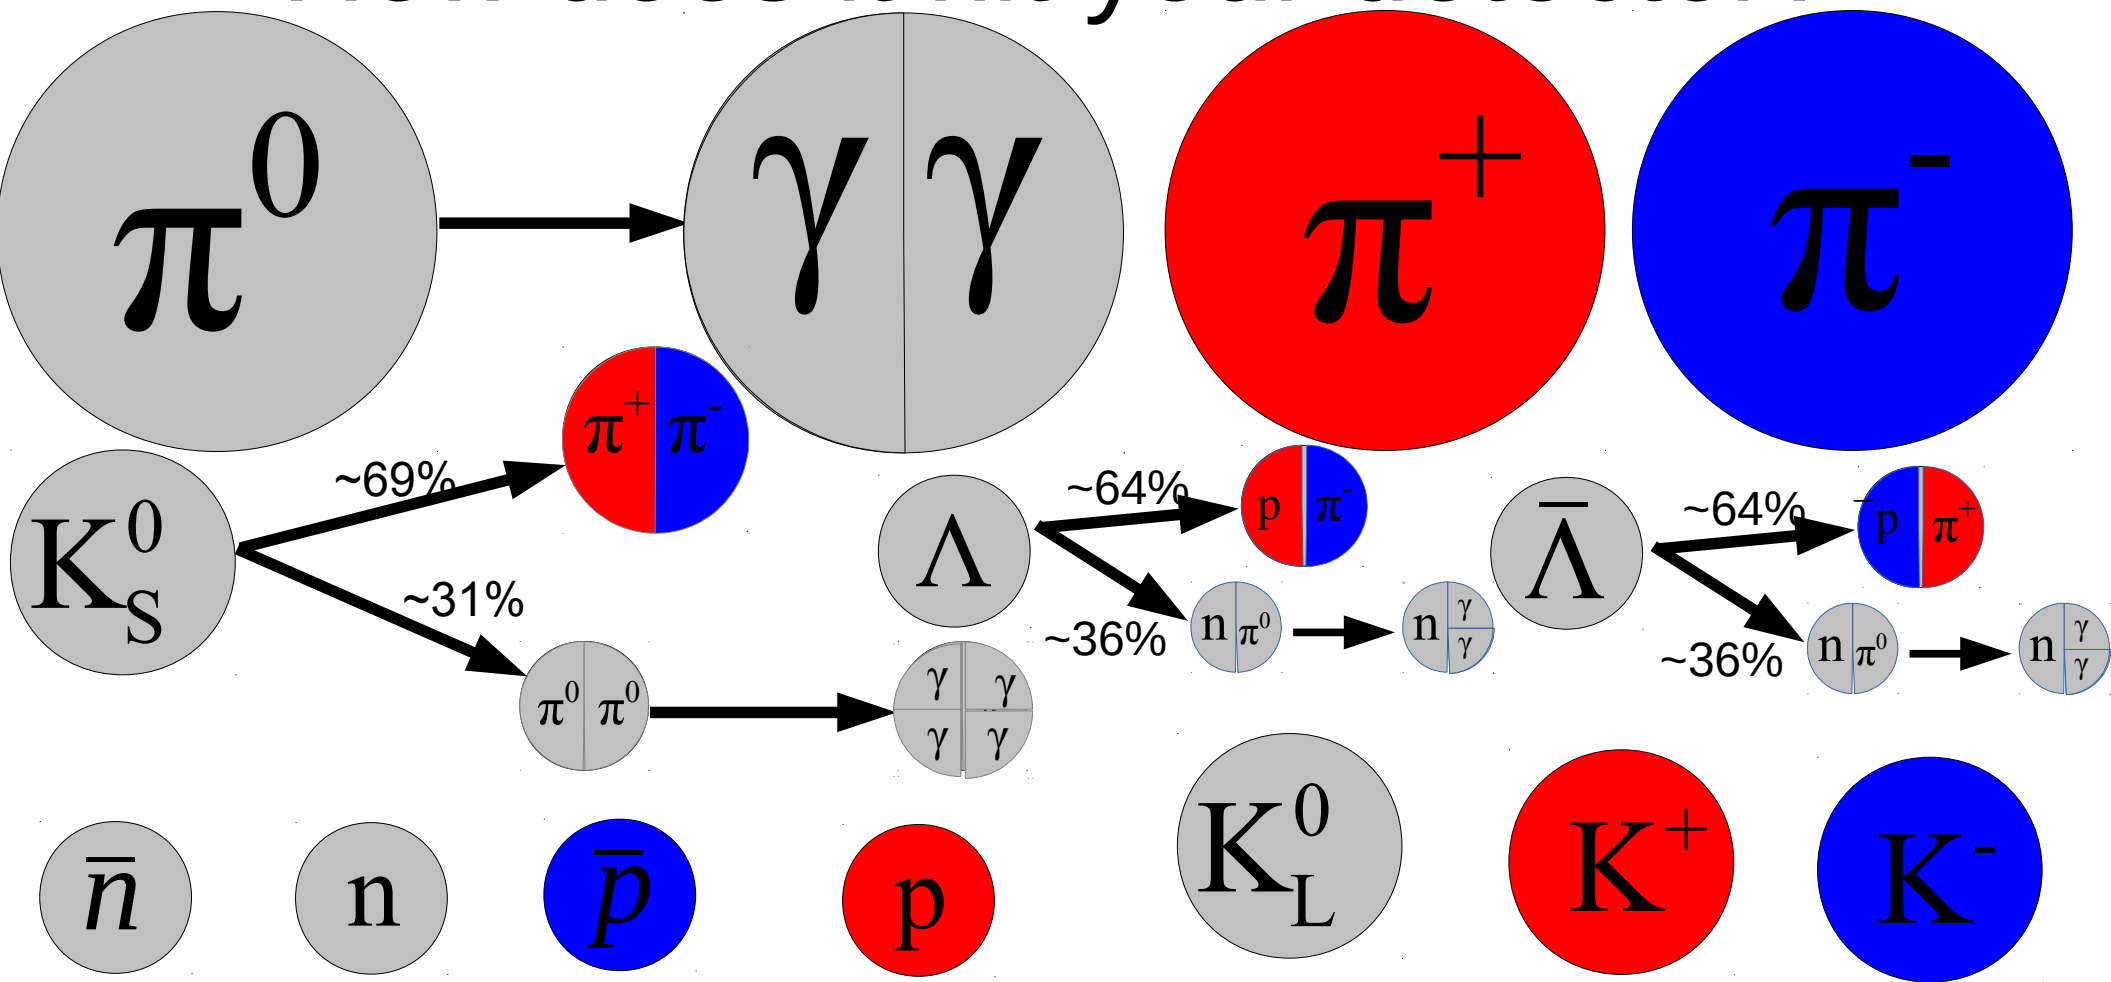 π⁰ γ γ π⁺ π⁻
π⁺ π⁻
~69%
K⁰S
~31%
π⁰ π⁰
γ γ
γ γ
Λ
~64%
p π⁻
~36%
n π⁰
n γ γ
Λ̅
~64%
p̅ π⁺
~36%
n π⁰
n γ γ
n̅ n p̅ p
K⁰L K⁺ K⁻